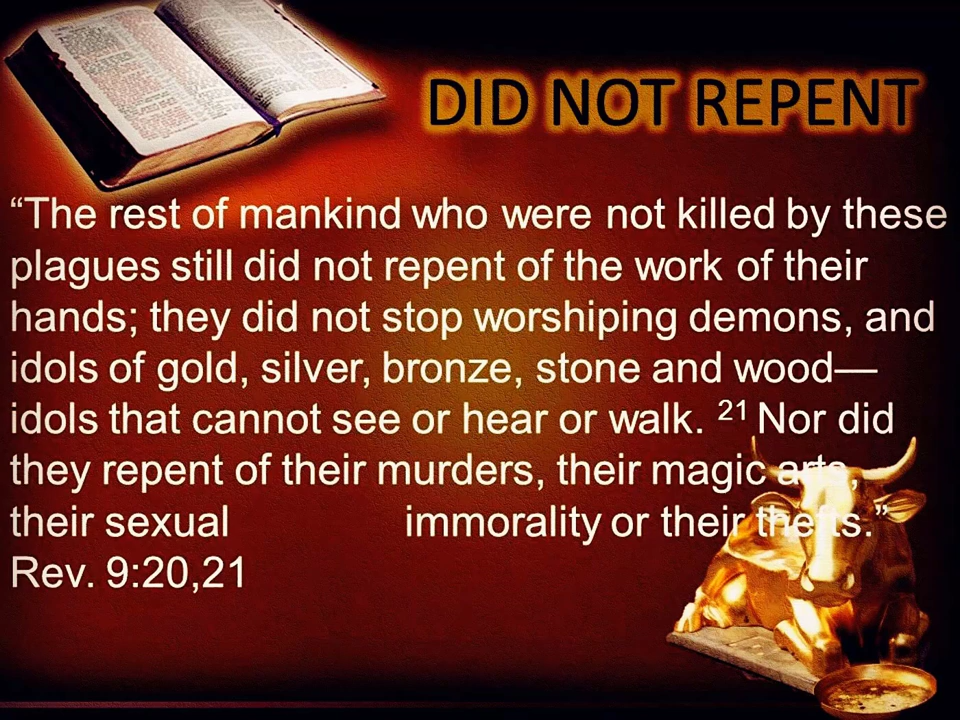 DID NOT REPENT
“The rest of mankind who were not killed by these
plagues still did not repent of the work of their
hands; they did not stop worshiping demons, and
idols of gold, silver, bronze, stone and wood—
idols that cannot see or hear or walk. 21 Nor did
they repent of their murders, their magic arts,
their sexual immorality or their thefts.”
Rev. 9:20,21